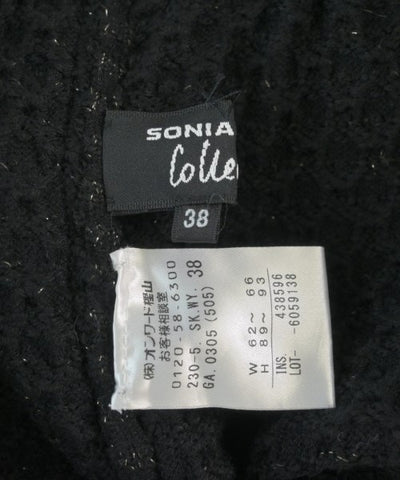 SONIA
Colle
38
(株)オンワード樫山
お客様相談室
0120-58-6300
230-5. SK.WY. 38
GA.0305 (505)
W 62～ 66
H 89～ 93
INS. 438596
LOT- -6059138